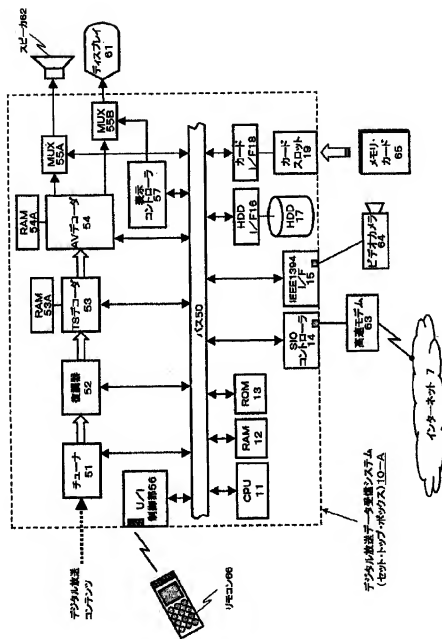 デジタル放送
コンテンツ
チューナ
51
復調器
52
TSデコーダ
53
RAM
53A
AVデコーダ
54
RAM
54A
MUX
55A
MUX
55B
スピーカ62
ディスプレイ
61
表示
コントローラ
57
U/I
制御部56
リモコン66
バス50
CPU
11
RAM
12
ROM
13
SIO
コントローラ
14
IEEE1394
I/F
15
HDD
I/F16
HDD
17
カード
I/F18
カード
スロット
19
高速モデム
63
ビデオカメラ
64
メモリ・
カード
65
インターネット 7
デジタル放送データ受信システム
(セット・トップ・ボックス)10-A